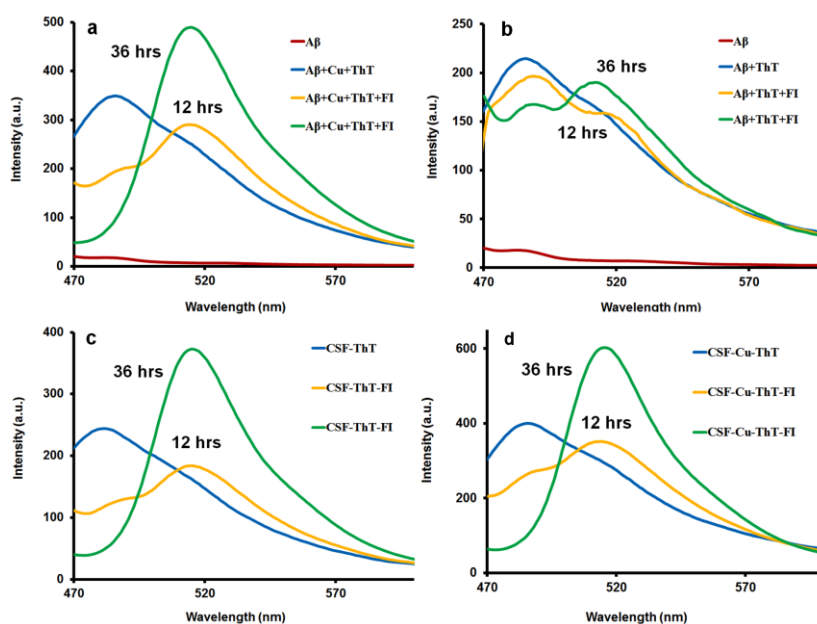 a
36 hrs
12 hrs
Aβ
Aβ+Cu+ThT
Aβ+Cu+ThT+FI
Aβ+Cu+ThT+FI
500
400
300
200
100
0
470
520
570
Intensity (a.u.)
Wavelength (nm)
b
36 hrs
12 hrs
Aβ
Aβ+ThT
Aβ+ThT+FI
Aβ+ThT+FI
250
200
150
100
50
0
470
520
570
Intensity (a.u.)
Wavelength (nm)
c
36 hrs
12 hrs
CSF-ThT
CSF-ThT-FI
CSF-ThT-FI
400
300
200
100
0
470
520
570
Intensity (a.u.)
Wavelength (nm)
d
36 hrs
12 hrs
CSF-Cu-ThT
CSF-Cu-ThT-FI
CSF-Cu-ThT-FI
600
400
200
0
470
520
570
Intensity (a.u.)
Wavelength (nm)